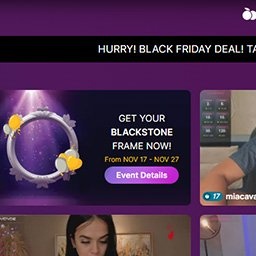 HURRY! BLACK FRIDAY DEAL! TA
GET YOUR
BLACKSTONE
FRAME NOW!
From NOV 17 - NOV 27
Event Details
17 miacava